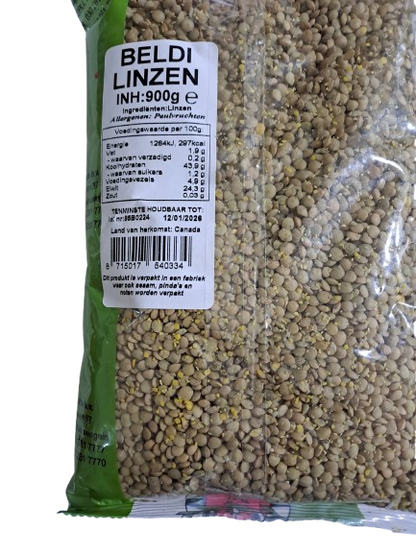 BELDI
LINZEN
INH:900g e
Ingrediënten:Linzen
Allergenen: Peulvruchten
Voedingswaarde per 100g:
Energie 1264kJ, 297kcal
Vet 1,9 g
- waarvan verzadigd 0,2 g
Koolhydraten 43,9 g
- waarvan suikers 1,2 g
Voedingsvezels 4,9 g
Eiwit 24,3 g
Zout 0,03 g
TENMINSTE HOUDBAAR TOT:
12/01/2026
Land van herkomst: Canada
8 715017 540334
Dit product is verpakt in een fabriek
waar ook sesam, pinda's en
noten worden verpakt
7777
7770